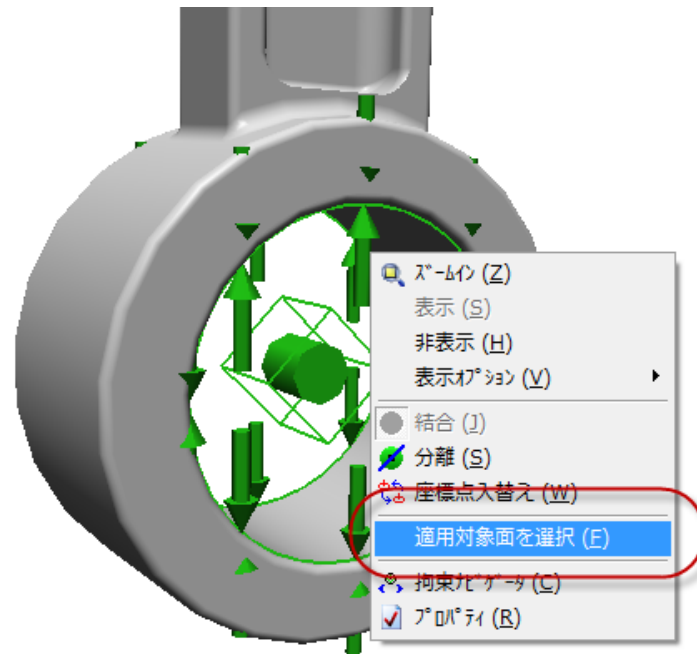 ｽﾞｰﾑｲﾝ (Z)
表示 (S)
非表示 (H)
表示ｵﾌﾟｼｮﾝ (V)
結合 (J)
分離 (S)
座標点入替え (W)
適用対象面を選択 (F)
拘束ﾅﾋﾞｹﾞｰﾀ (C)
ﾌﾟﾛﾊﾟﾃｨ (R)